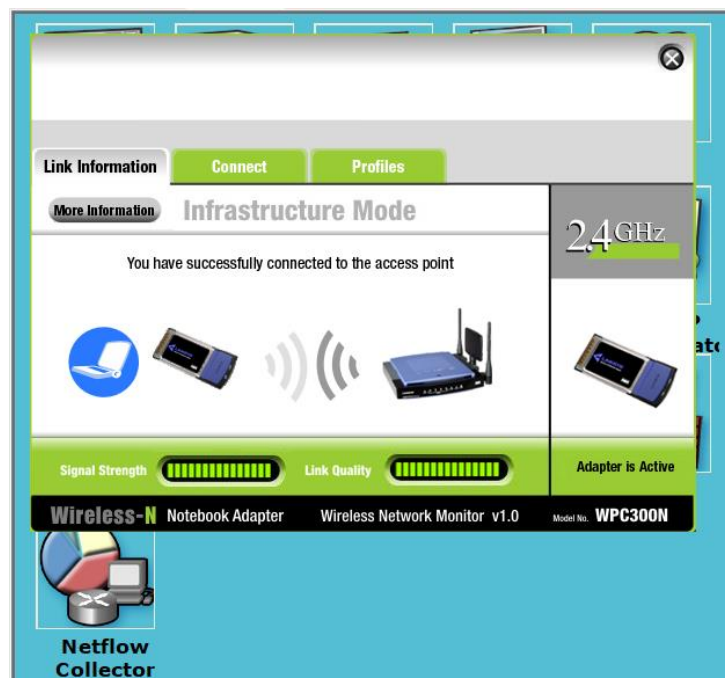 Link Information
Connect
Profiles
More Information
Infrastructure Mode
2.4GHz
You have successfully connected to the access point
Signal Strength
Link Quality
Adapter is Active
Wireless-N Notebook Adapter Wireless Network Monitor v1.0 Model No. WPC300N
Netflow
Collector